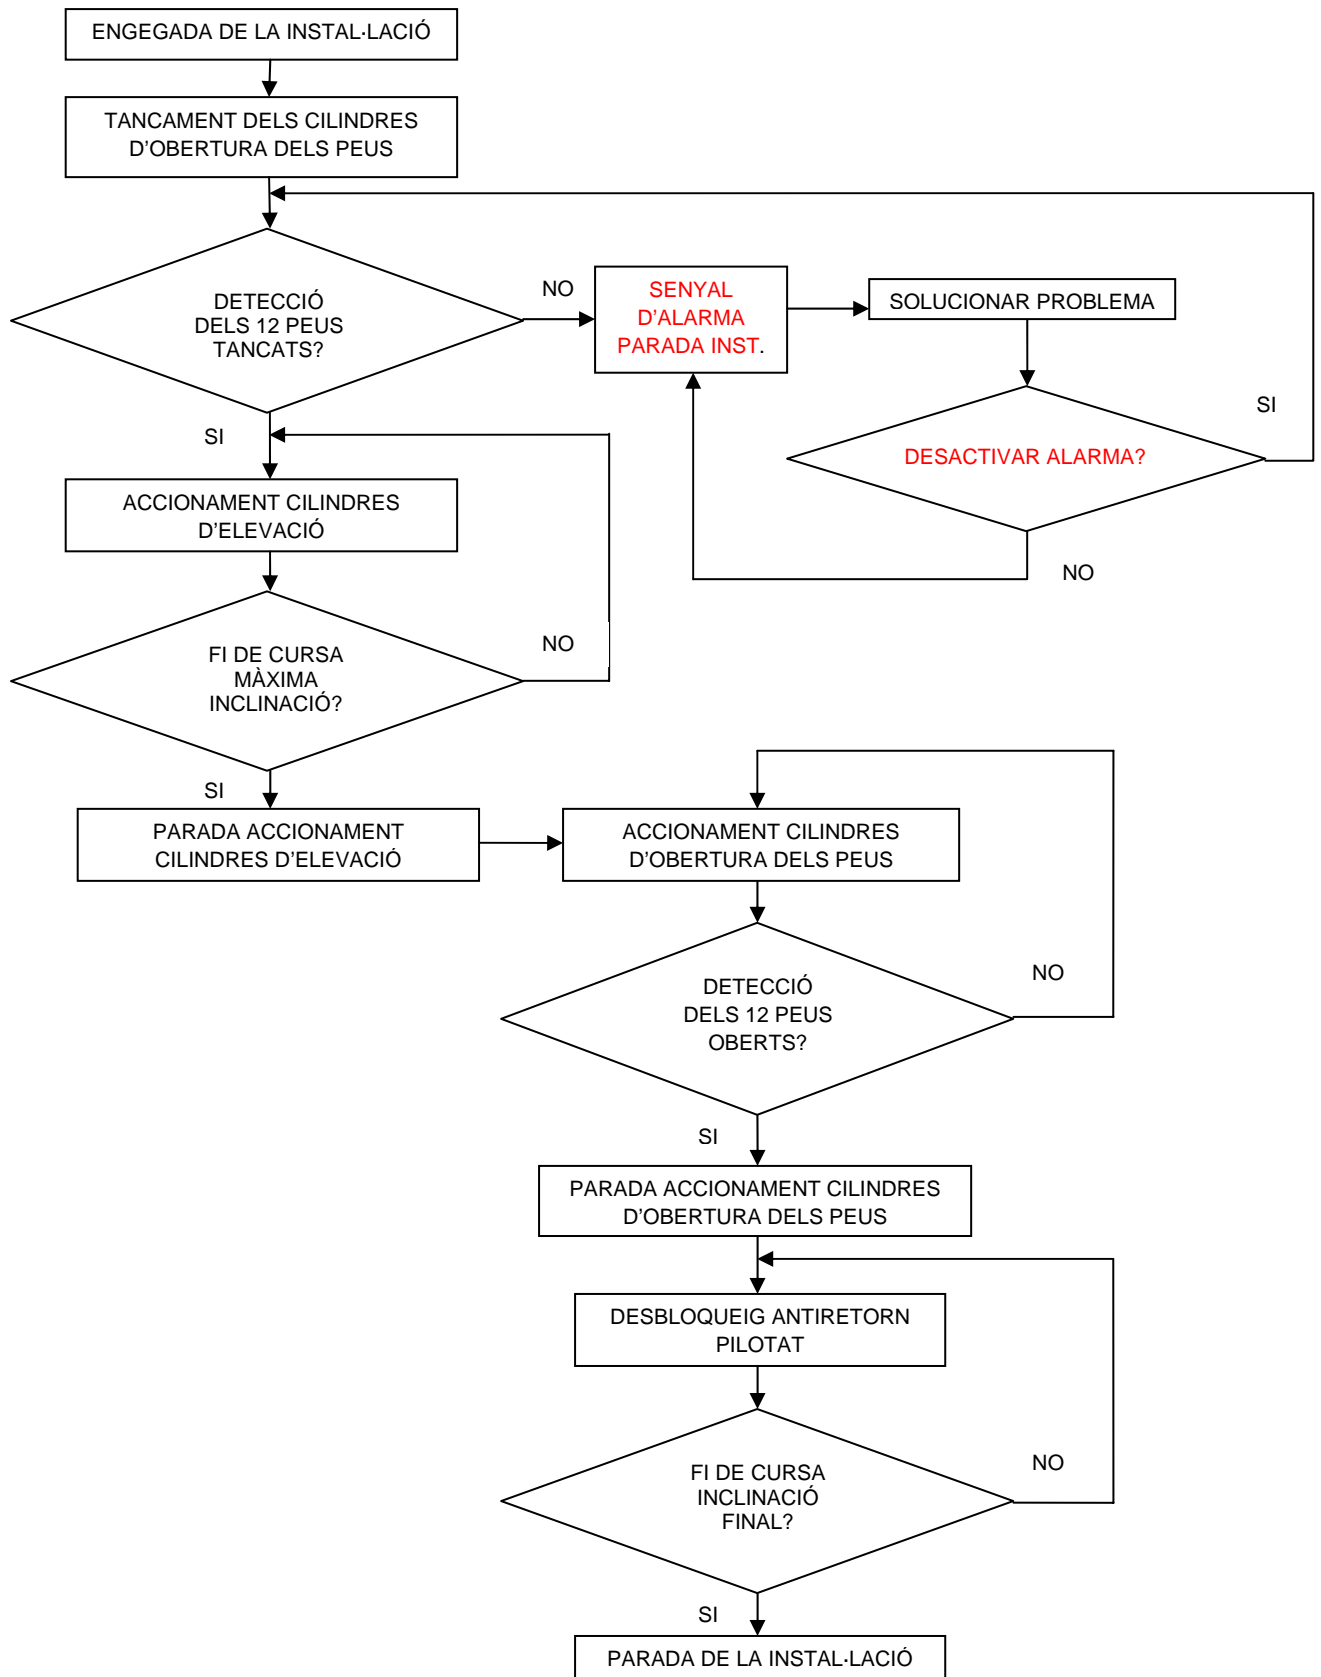 ENGEGADA DE LA INSTAL·LACIÓ
TANCAMENT DELS CILINDRES
D'OBERTURA DELS PEUS
DETECCIÓ
DELS 12 PEUS
TANCATS?
NO
SENYAL
D'ALARMA
PARADA INST.
SOLUCIONAR PROBLEMA
DESACTIVAR ALARMA?
SI
NO
SI
ACCIONAMENT CILINDRES
D'ELEVACIÓ
FI DE CURSA
MÀXIMA
INCLINACIÓ?
NO
SI
PARADA ACCIONAMENT
CILINDRES D'ELEVACIÓ
ACCIONAMENT CILINDRES
D'OBERTURA DELS PEUS
DETECCIÓ
DELS 12 PEUS
OBERTS?
NO
SI
PARADA ACCIONAMENT CILINDRES
D'OBERTURA DELS PEUS
DESBLOQUEIG ANTIRETORN
PILOTAT
FI DE CURSA
INCLINACIÓ
FINAL?
NO
SI
PARADA DE LA INSTAL·LACIÓ